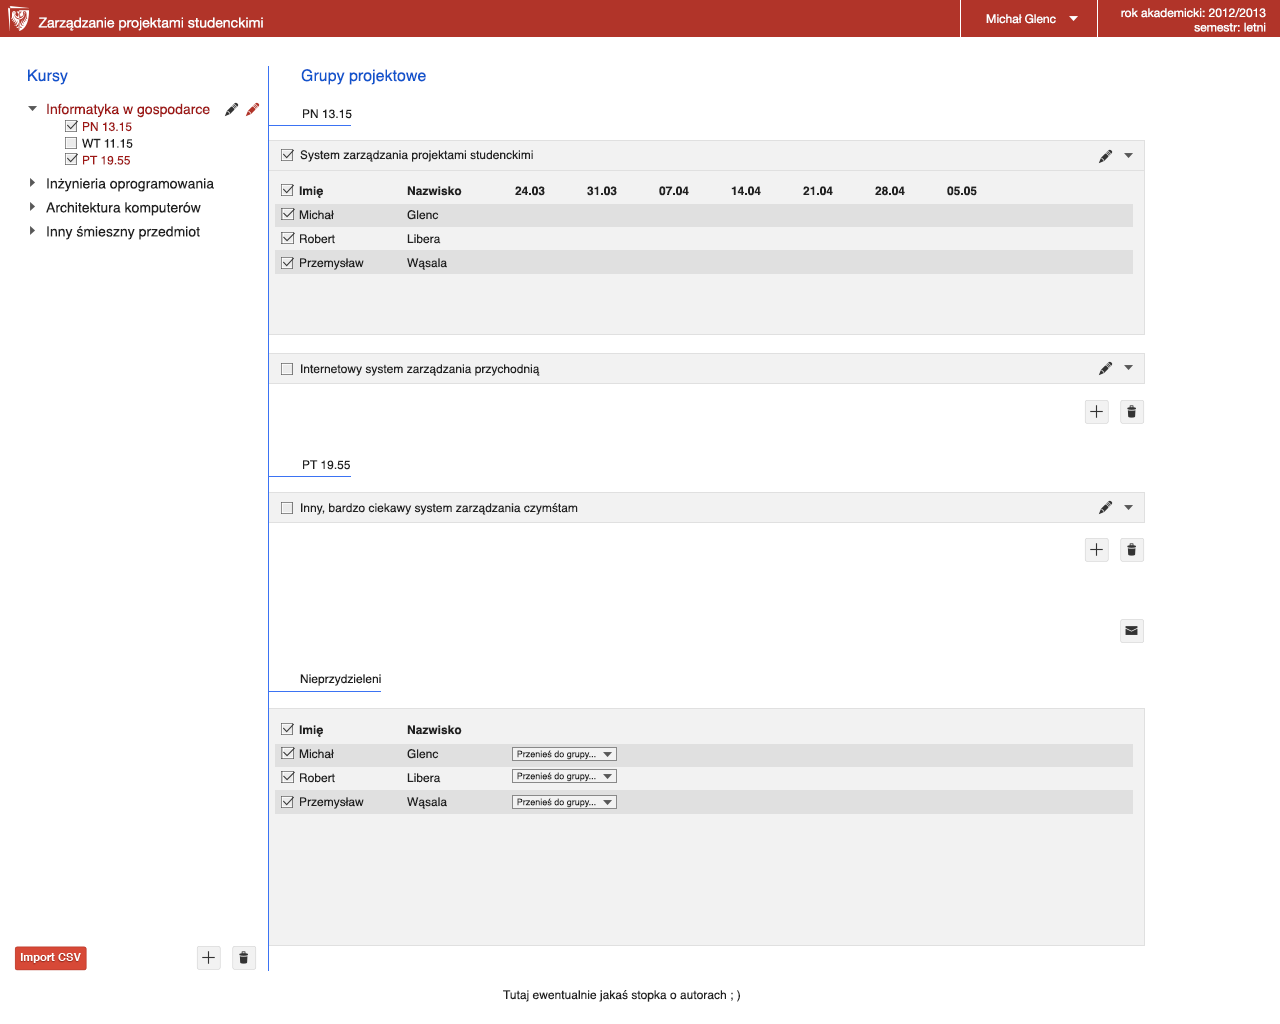 Zarządzanie projektami studenckimi
Michał Glenc
rok akademicki: 2012/2013
semestr: letni
Kursy
Informatyka w gospodarce
PN 13.15
WT 11.15
PT 19.55
Inżynieria oprogramowania
Architektura komputerów
Inny śmieszny przedmiot
Import CSV
Grupy projektowe
PN 13.15
System zarządzania projektami studenckimi
Imię Nazwisko 24.03 31.03 07.04 14.04 21.04 28.04 05.05
Michał Glenc
Robert Libera
Przemysław Wąsala
Internetowy system zarządzania przychodnią
PT 19.55
Inny, bardzo ciekawy system zarządzania czymśtam
Nieprzydzieleni
Imię Nazwisko
Michał Glenc Przenieś do grupy...
Robert Libera Przenieś do grupy...
Przemysław Wąsala Przenieś do grupy...
Tutaj ewentualnie jakaś stopka o autorach ; )